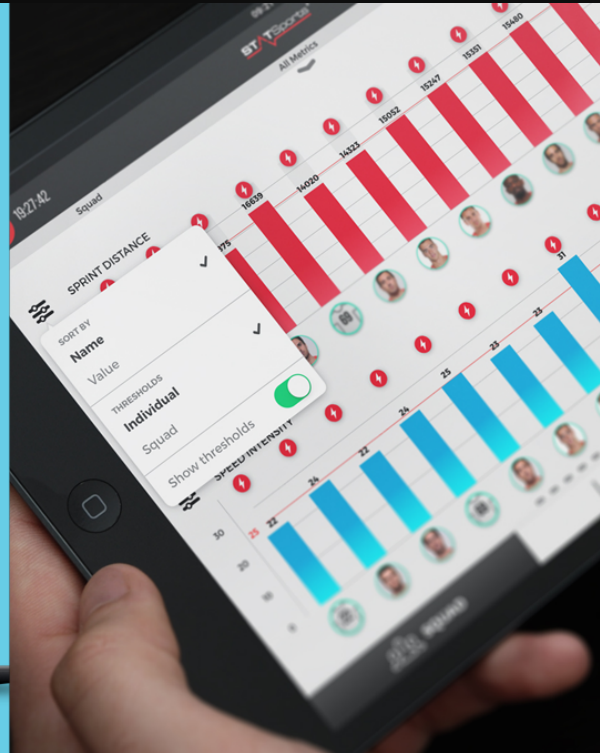 STATSports
All Metrics
19:27:42
Squad
SPRINT DISTANCE
16639
14020
14323
15052
15247
15351
15480
SORT BY
Name
Value
THRESHOLDS
Individual
Squad
Show thresholds
SPEED INTENSITY
30
25
20
10
0
22
24
22
24
25
23
23
31
squad